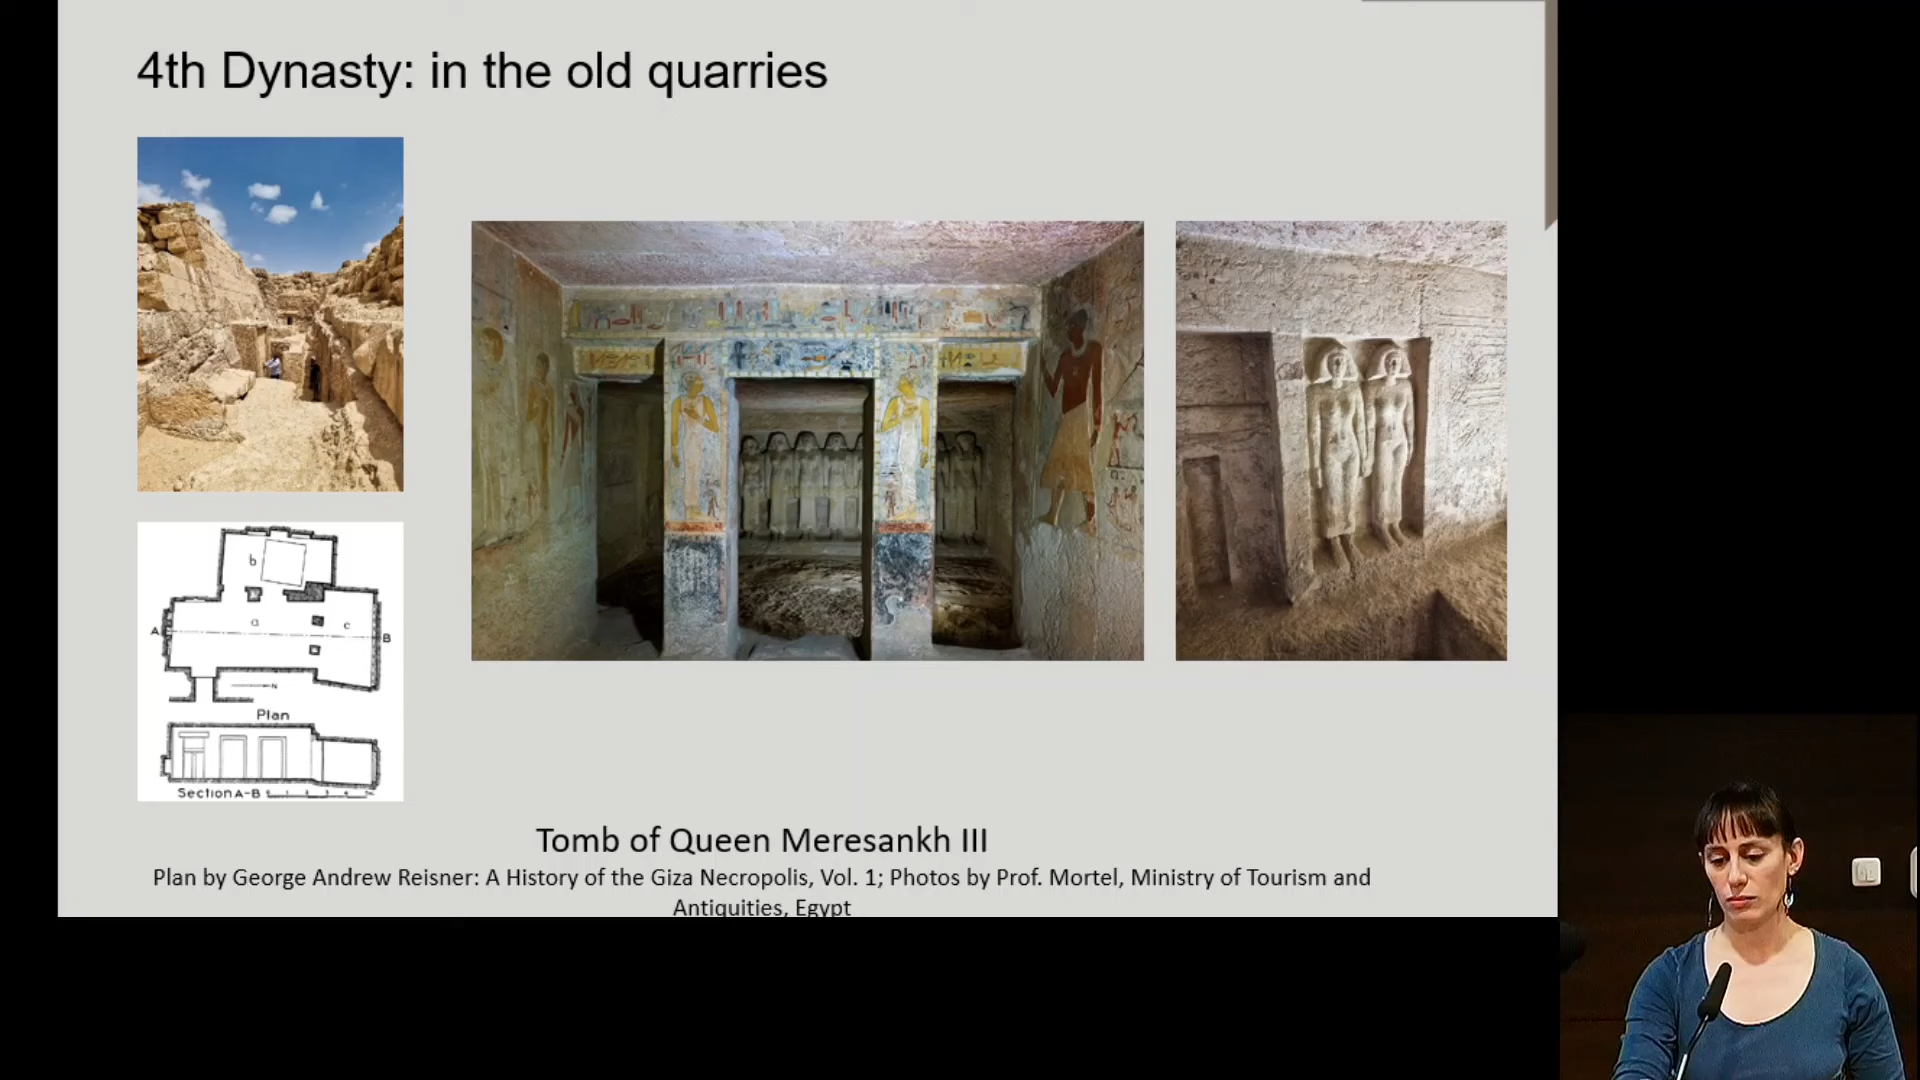 4th Dynasty: in the old quarries
b
a
c
A
B
N
Plan
Section A-B
Tomb of Queen Meresankh III
Plan by George Andrew Reisner: A History of the Giza Necropolis, Vol. 1; Photos by Prof. Mortel, Ministry of Tourism and
Antiquities, Egypt